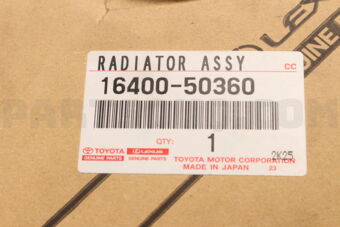 RADIATOR ASSY CC
16400-50360
QTY: 1
TOYOTA LEXUS TOYOTA MOTOR CORPORATION
GENUINE PARTS GENUINE PARTS MADE IN JAPAN 23
2K25